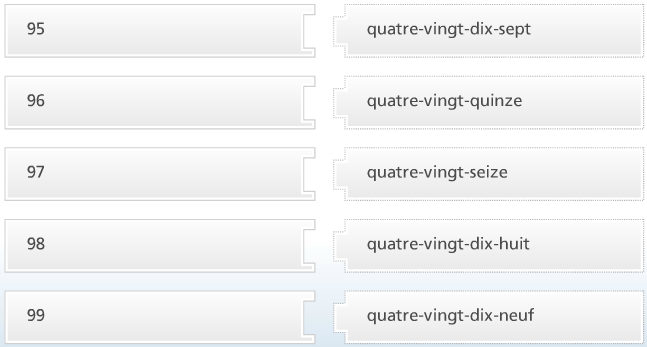 95 quatre-vingt-dix-sept
96 quatre-vingt-quinze
97 quatre-vingt-seize
98 quatre-vingt-dix-huit
99 quatre-vingt-dix-neuf